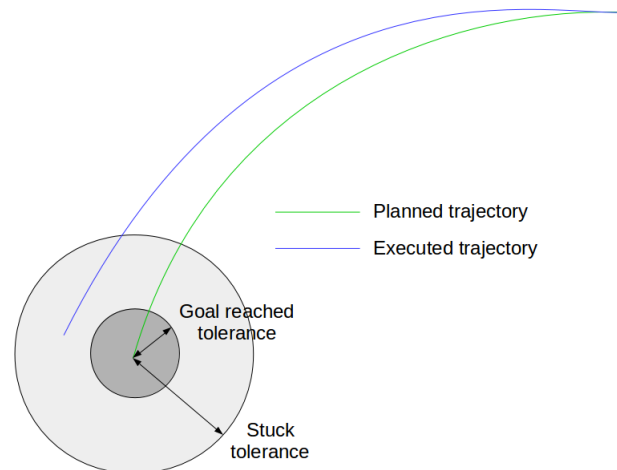 Planned trajectory
Executed trajectory
Goal reached
tolerance
Stuck
tolerance